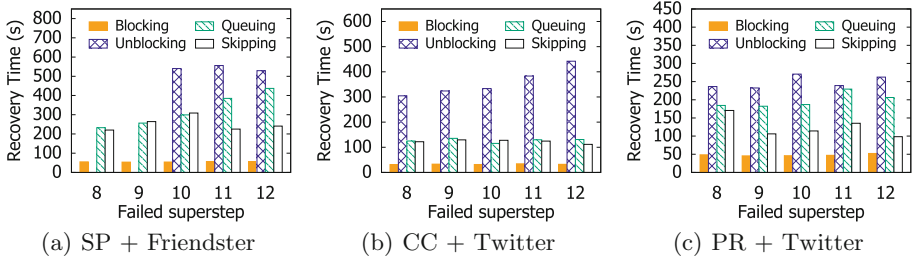 Recovery Time (s)
800
700
600
500
400
300
200
100
0
Blocking
Unblocking
Queuing
Skipping
8 9 10 11 12
Failed superstep
(a) SP + Friendster
Recovery Time (s)
600
500
400
300
200
100
0
Blocking
Unblocking
Queuing
Skipping
8 9 10 11 12
Failed superstep
(b) CC + Twitter
Recovery Time (s)
450
400
350
300
250
200
150
100
50
0
Blocking
Unblocking
Queuing
Skipping
8 9 10 11 12
Failed superstep
(c) PR + Twitter